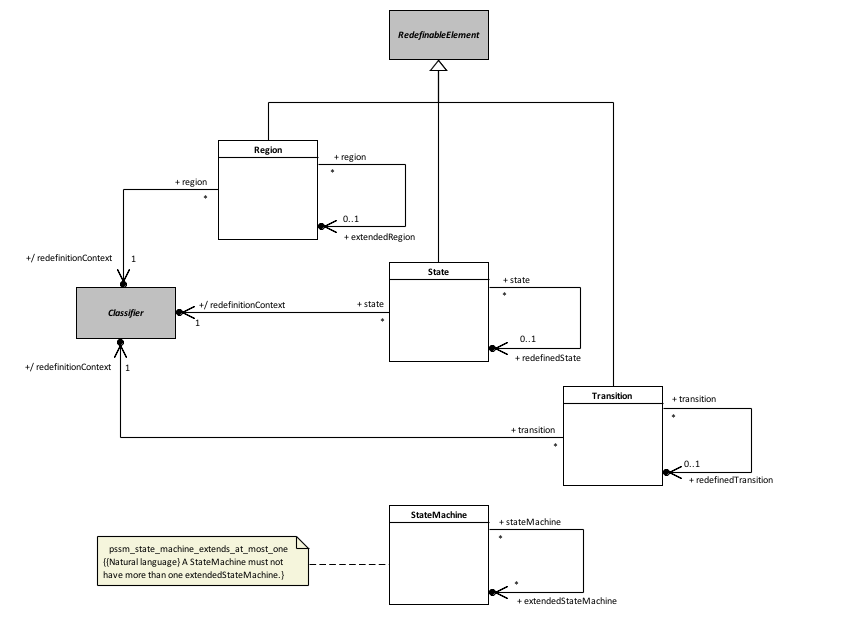 RedefinableElement
Region
+ region
*
+ region
*
0..1
+ extendedRegion
+/ redefinitionContext
1
State
+ state
*
Classifier
+/ redefinitionContext
1
+ state
*
0..1
+ redefinedState
+/ redefinitionContext
1
Transition
+ transition
*
+ transition
*
0..1
+ redefinedTransition
StateMachine
+ stateMachine
*
pssm_state_machine_extends_at_most_one
{{Natural language} A StateMachine must not
have more than one extendedStateMachine.}
*
+ extendedStateMachine